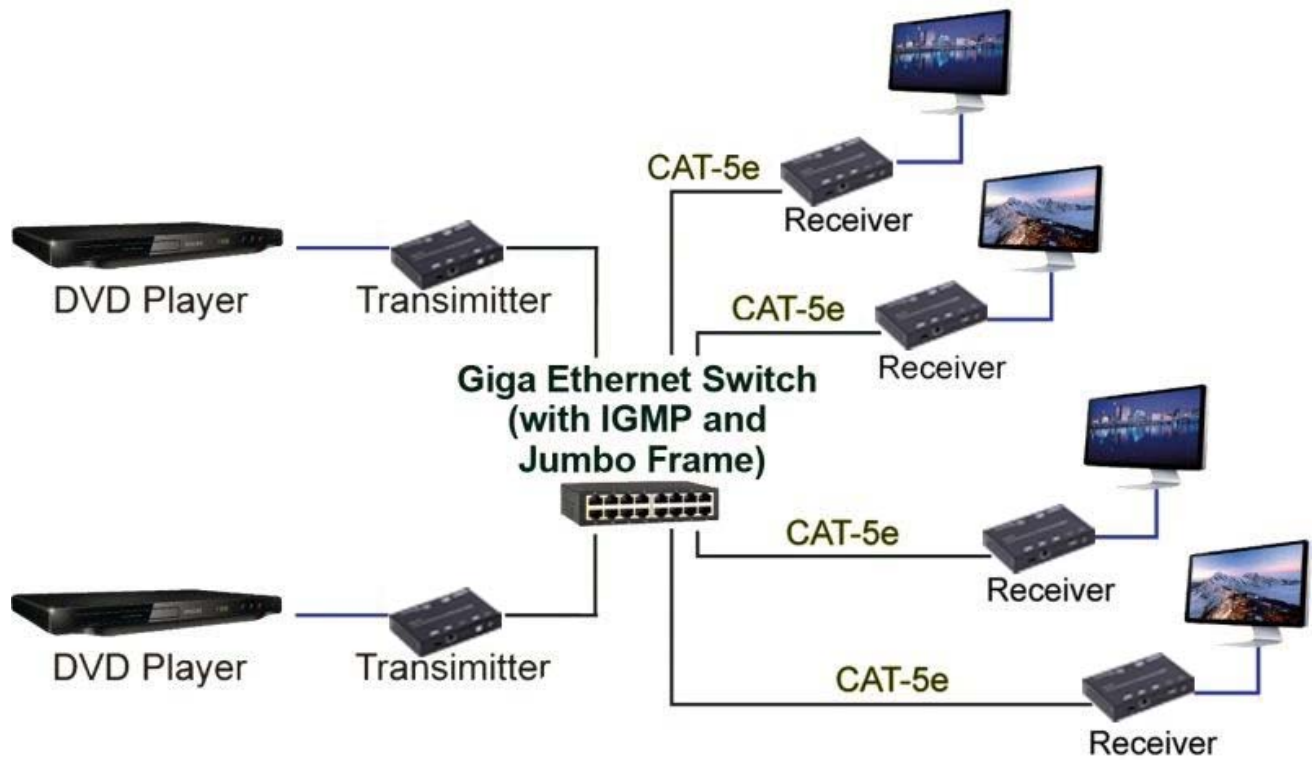 CAT-5e
Receiver
DVD Player
Transimitter
CAT-5e
Receiver
Giga Ethernet Switch
(with IGMP and
Jumbo Frame)
CAT-5e
Receiver
DVD Player
Transimitter
CAT-5e
Receiver